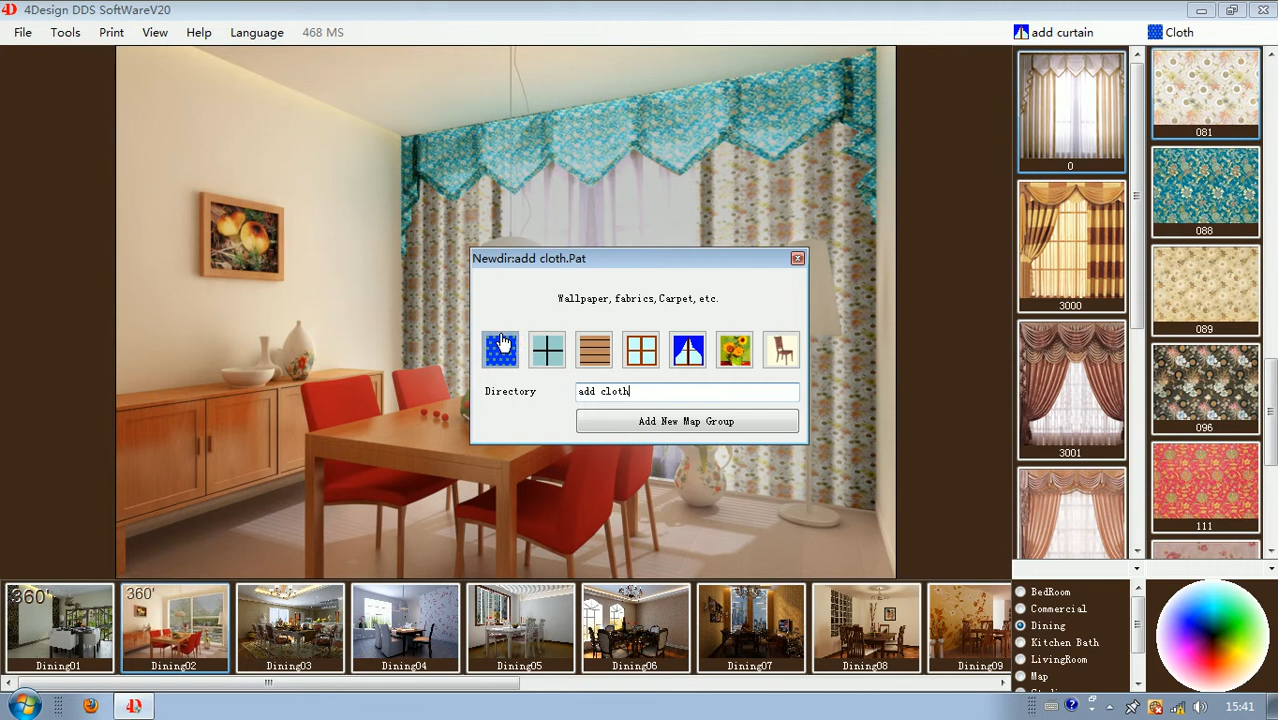 4Design DDS SoftWareV20
File Tools Print View Help Language 468 MS
add curtain
Cloth
0
3000
3001
081
088
089
096
111
Newdir:add cloth.Pat
Wallpaper, fabrics, Carpet, etc.
Directory
add cloth
Add New Map Group
360'
360'
Dining01
Dining02
Dining03
Dining04
Dining05
Dining06
Dining07
Dining08
Dining09
BedRoom
Commercial
Dining
Kitchen Bath
LivingRoom
Map
15:41